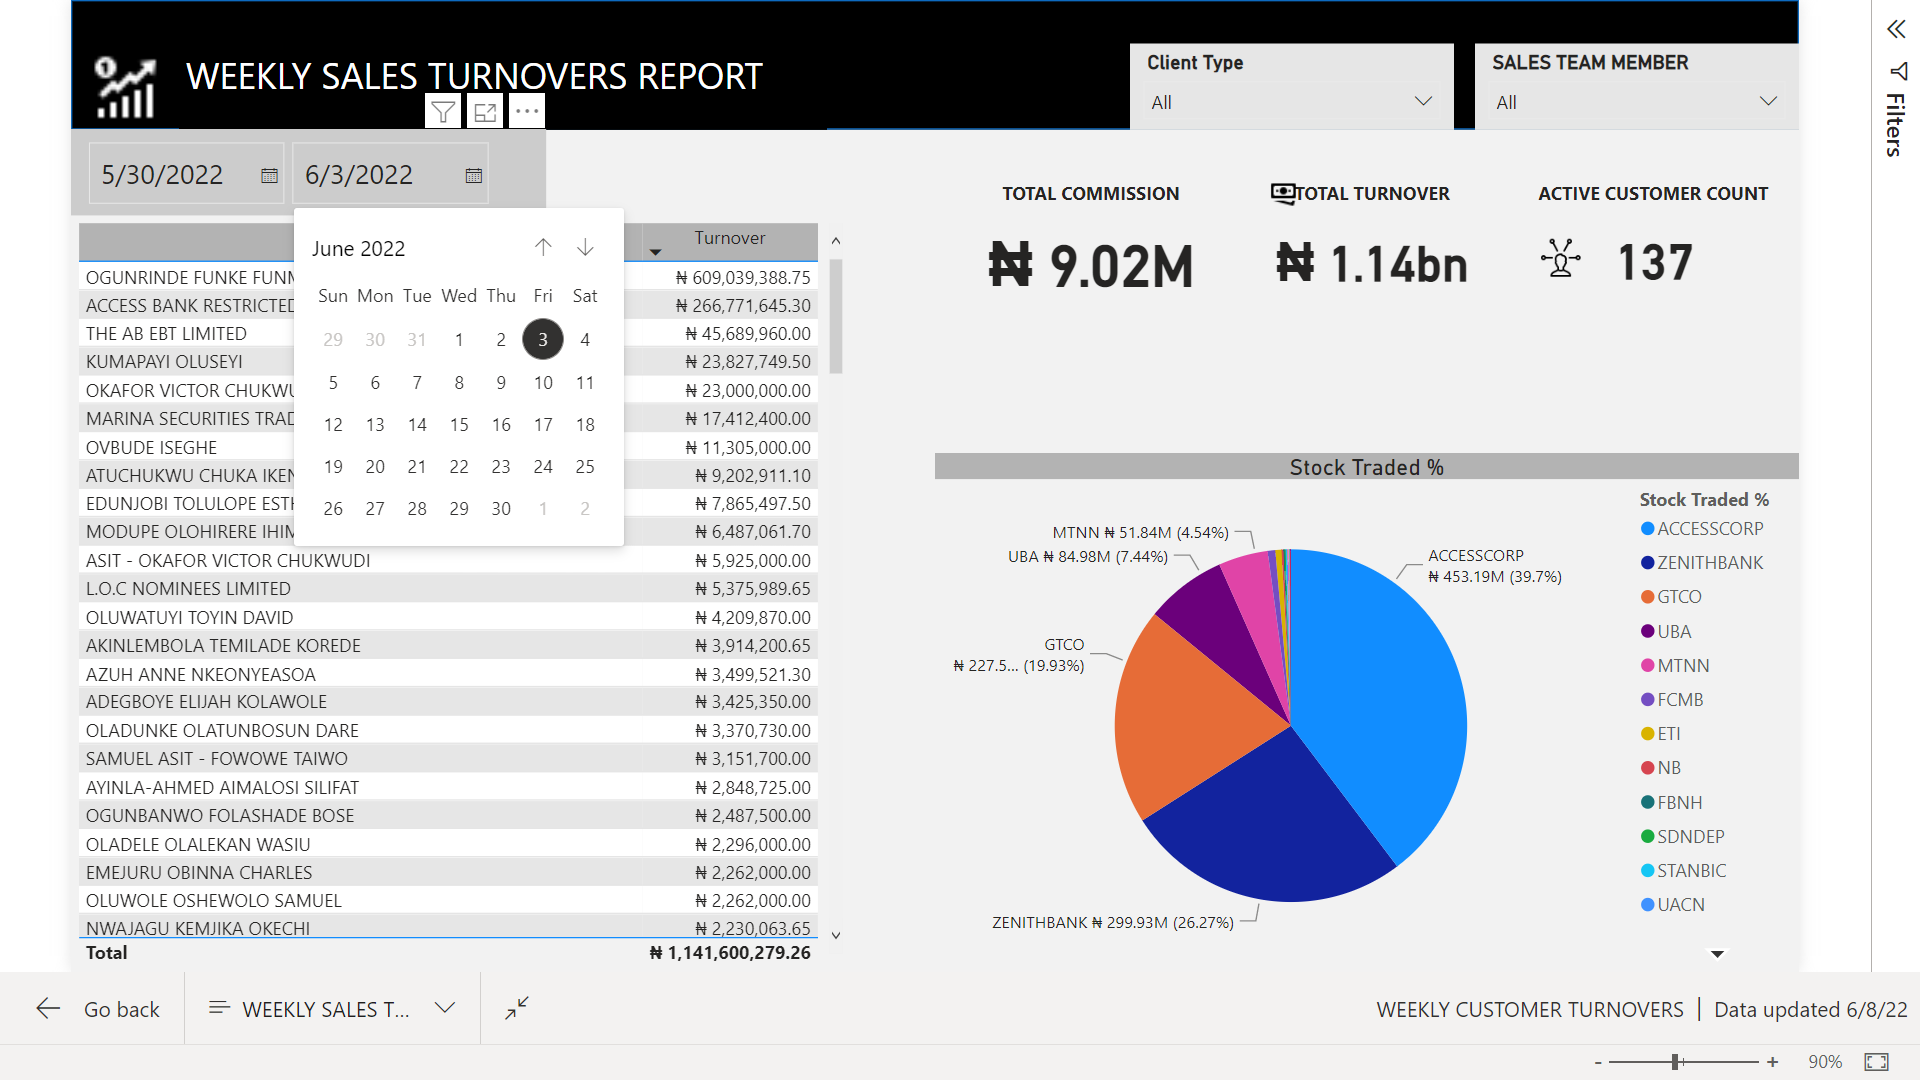 WEEKLY SALES TURNOVERS REPORT
Client Type
All
SALES TEAM MEMBER
All
Filters
5/30/2022
6/3/2022
TOTAL COMMISSION
₦ 9.02M
TOTAL TURNOVER
₦ 1.14bn
ACTIVE CUSTOMER COUNT
137
June 2022
Sun Mon Tue Wed Thu Fri Sat
29 30 31 1 2 3 4
5 6 7 8 9 10 11
12 13 14 15 16 17 18
19 20 21 22 23 24 25
26 27 28 29 30 1 2
Turnover
OGUNRINDE FUNKE ₦ 609,039,388.75
ACCESS BANK RESTRICTED ₦ 266,771,645.30
THE AB EBT LIMITED ₦ 45,689,960.00
KUMAPAYI OLUSEYI ₦ 23,827,749.50
OKAFOR VICTOR CHUKWU ₦ 23,000,000.00
MARINA SECURITIES TRAD ₦ 17,412,400.00
OVBUDE ISEGHE ₦ 11,305,000.00
ATUCHUKWU CHUKA IKEN ₦ 9,202,911.10
EDUNJOBI TOLULOPE ESTH ₦ 7,865,497.50
MODUPE OLOHIRERE IHIM ₦ 6,487,061.70
ASIT - OKAFOR VICTOR CHUKWUDI ₦ 5,925,000.00
L.O.C NOMINEES LIMITED ₦ 5,375,989.65
OLUWATUYI TOYIN DAVID ₦ 4,209,870.00
AKINLEMBOLA TEMILADE KOREDE ₦ 3,914,200.65
AZUH ANNE NKEONYEASOA ₦ 3,499,521.30
ADEGBOYE ELIJAH KOLAWOLE ₦ 3,425,350.00
OLADUNKE OLATUNBOSUN DARE ₦ 3,370,730.00
SAMUEL ASIT - FOWOWE TAIWO ₦ 3,151,700.00
AYINLA-AHMED AIMALOSI SILIFAT ₦ 2,848,725.00
OGUNBANWO FOLASHADE BOSE ₦ 2,487,500.00
OLADELE OLALEKAN WASIU ₦ 2,296,000.00
EMEJURU OBINNA CHARLES ₦ 2,262,000.00
OLUWOLE OSHEWOLO SAMUEL ₦ 2,262,000.00
NWAJAGU KEMJIKA OKECHI ₦ 2,230,063.65
Total ₦ 1,141,600,279.26
Stock Traded %
MTNN ₦ 51.84M (4.54%)
UBA ₦ 84.98M (7.44%)
ACCESSCORP
₦ 453.19M (39.7%)
GTCO
₦ 227.5... (19.93%)
ZENITHBANK ₦ 299.93M (26.27%)
Stock Traded %
ACCESSCORP
ZENITHBANK
GTCO
UBA
MTNN
FCMB
ETI
NB
FBNH
SDNDEP
STANBIC
UACN
Go back
WEEKLY SALES T...
WEEKLY CUSTOMER TURNOVERS | Data updated 6/8/22
- + 90%